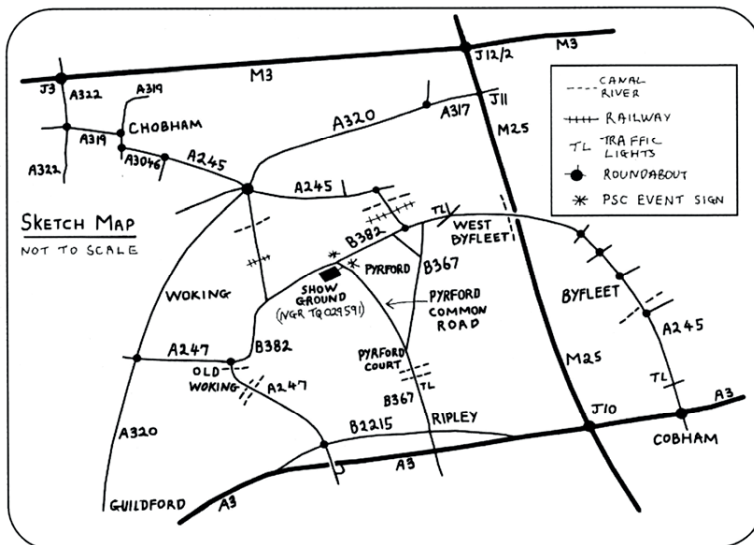 J12/2
M3
M3
J3
A322
A319
CHOBHAM
A319
A3046
A322
A245
A320
A317
J11
M25
CANAL
RIVER
RAILWAY
TL TRAFFIC
LIGHTS
ROUNDABOUT
PSC EVENT SIGN
SKETCH MAP
NOT TO SCALE
A245
TL
WEST
BYFLEET
B382
PYRFORD
B367
SHOW
GROUND
(NGR TQ029591)
PYRFORD
COMMON
ROAD
WOKING
BYFLEET
A245
A247
B382
OLD
WOKING
A247
PYRFORD
COURT
TL
B367
M25
TL
A3
J10
COBHAM
RIPLEY
B2215
A3
A320
GUILDFORD
A3